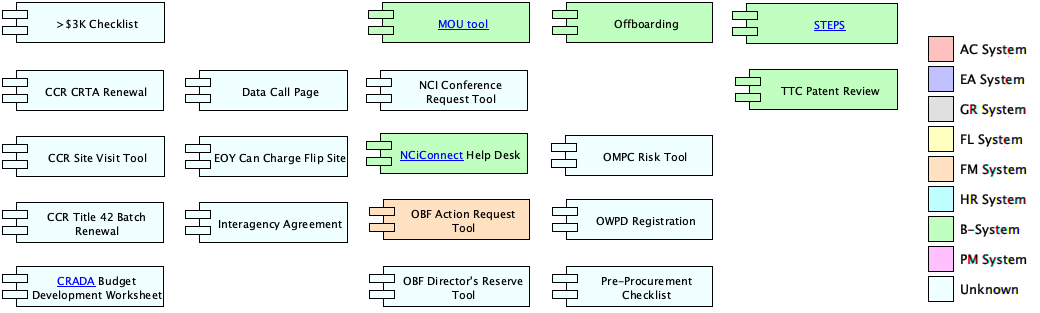 >$3K Checklist
MOU tool
Offboarding
STEPS
AC System
EA System
CCR CRTA Renewal
Data Call Page
NCI Conference
Request Tool
TTC Patent Review
GR System
FL System
CCR Site Visit Tool
EOY Can Charge Flip Site
NCiConnect Help Desk
OMPC Risk Tool
FM System
HR System
CCR Title 42 Batch
Renewal
Interagency Agreement
OBF Action Request
Tool
OWPD Registration
B-System
PM System
CRADA Budget
Development Worksheet
OBF Director's Reserve
Tool
Pre-Procurement
Checklist
Unknown